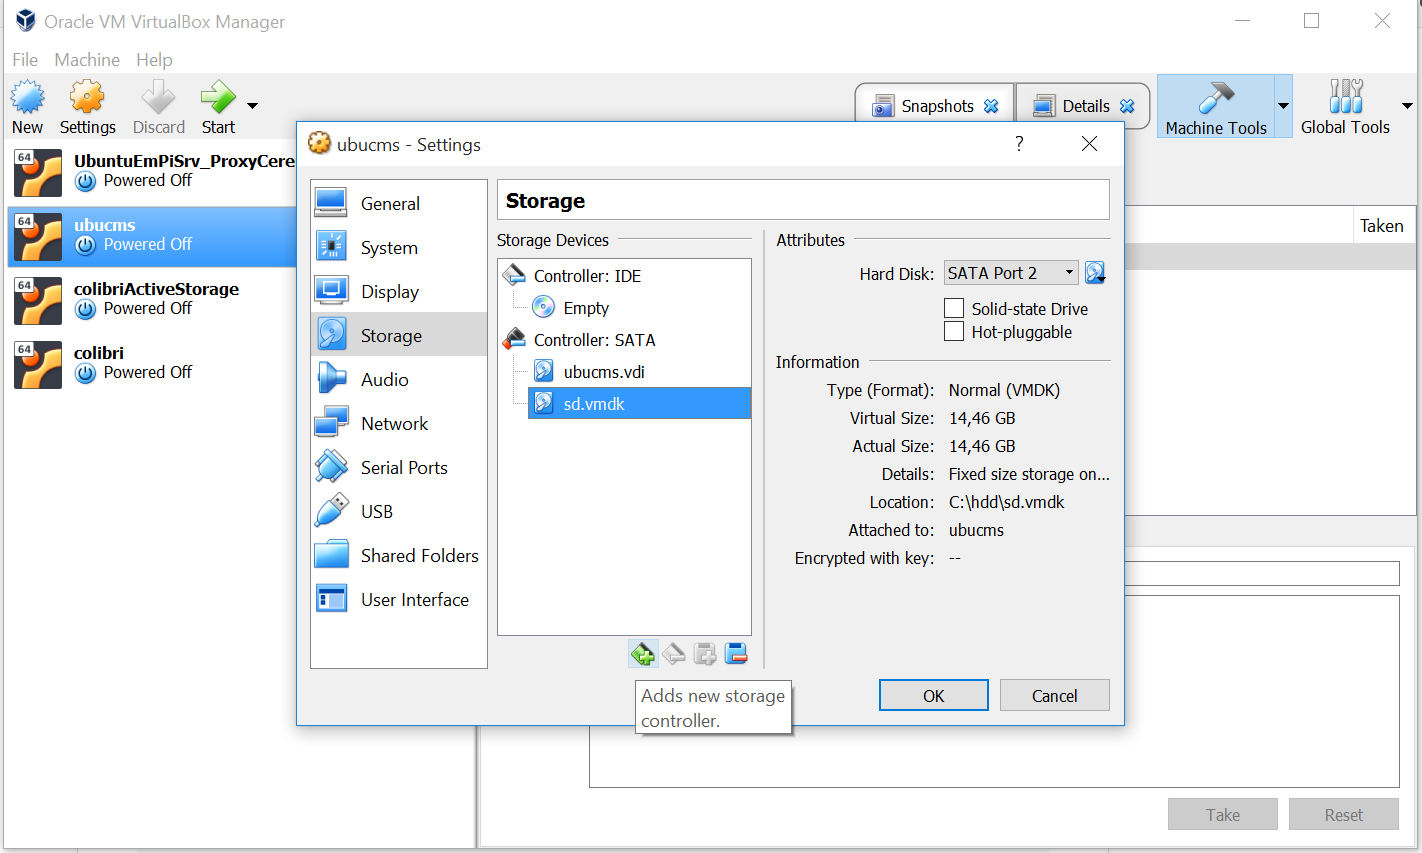 Oracle VM VirtualBox Manager
File Machine Help
New Settings Discard Start
Snapshots Details Machine Tools Global Tools
64 UbuntuEmPiSrv_ProxyCere
Powered Off
64 ubucms
Powered Off
64 colibriActiveStorage
Powered Off
64 colibri
Powered Off
Taken
ubucms - Settings ?
General
System
Display
Storage
Audio
Network
Serial Ports
USB
Shared Folders
User Interface
Storage
Storage Devices
Controller: IDE
Empty
Controller: SATA
ubucms.vdi
sd.vmdk
Adds new storage
controller.
Attributes
Hard Disk: SATA Port 2
Solid-state Drive
Hot-pluggable
Information
Type (Format): Normal (VMDK)
Virtual Size: 14,46 GB
Actual Size: 14,46 GB
Details: Fixed size storage on...
Location: C:\hdd\sd.vmdk
Attached to: ubucms
Encrypted with key: --
OK Cancel
Take Reset